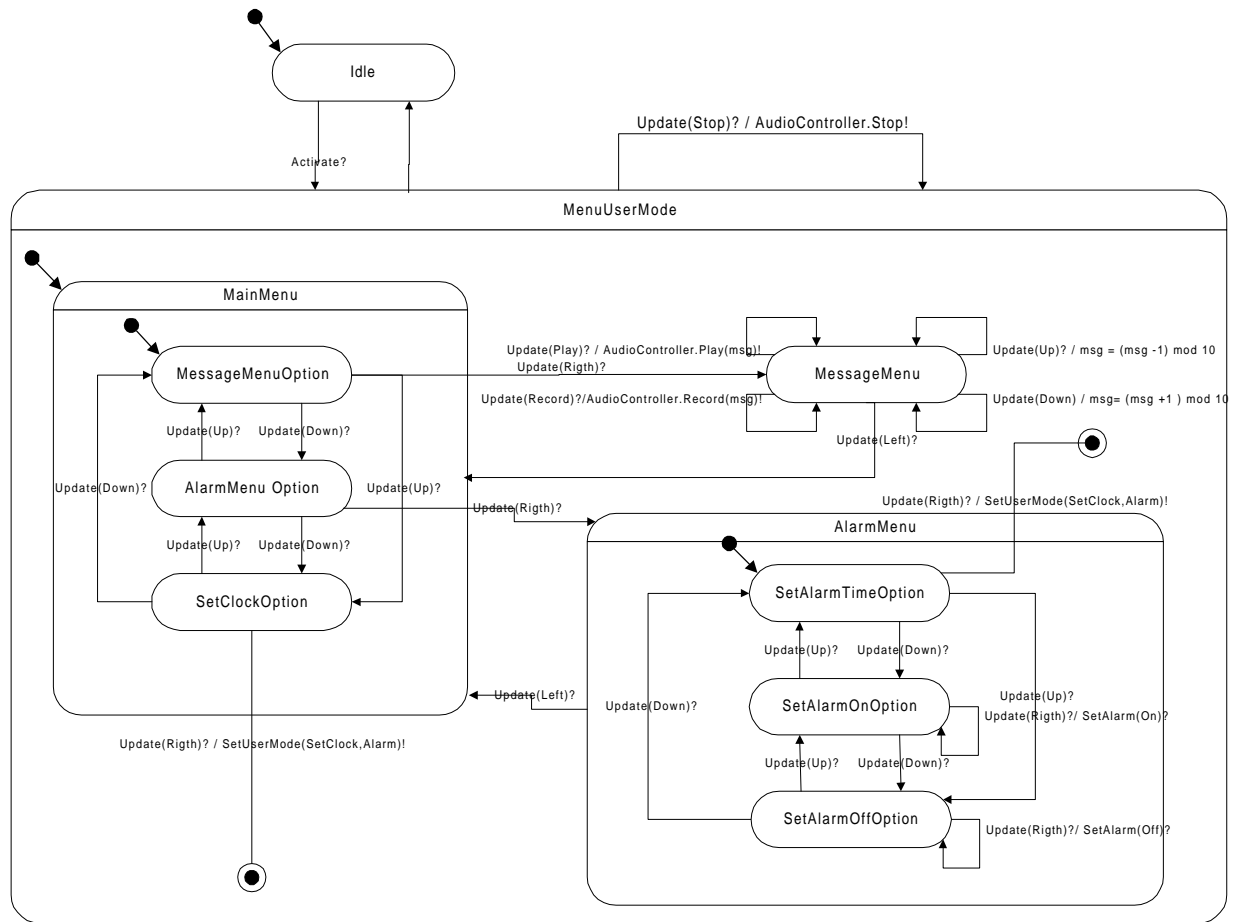 Idle
Update(Stop)? / AudioController.Stop!
Activate?
MenuUserMode
MainMenu
MessageMenuOption
Update(Play)? / AudioController.Play(msg)!
Update(Rigth)?
Update(Up)? / msg = (msg -1) mod 10
MessageMenu
Update(Record)?/AudioController.Record(msg)!
Update(Down) / msg= (msg +1 ) mod 10
Update(Up)?
Update(Down)?
Update(Left)?
Update(Down)?
AlarmMenu Option
Update(Up)?
Update(Rigth)? / SetUserMode(SetClock,Alarm)!
Update(Rigth)?
AlarmMenu
Update(Up)?
Update(Down)?
SetClockOption
SetAlarmTimeOption
Update(Up)?
Update(Down)?
Update(Left)?
Update(Down)?
SetAlarmOnOption
Update(Up)?
Update(Rigth)?/ SetAlarm(On)?
Update(Rigth)? / SetUserMode(SetClock,Alarm)!
Update(Up)?
Update(Down)?
SetAlarmOffOption
Update(Rigth)?/ SetAlarm(Off)?